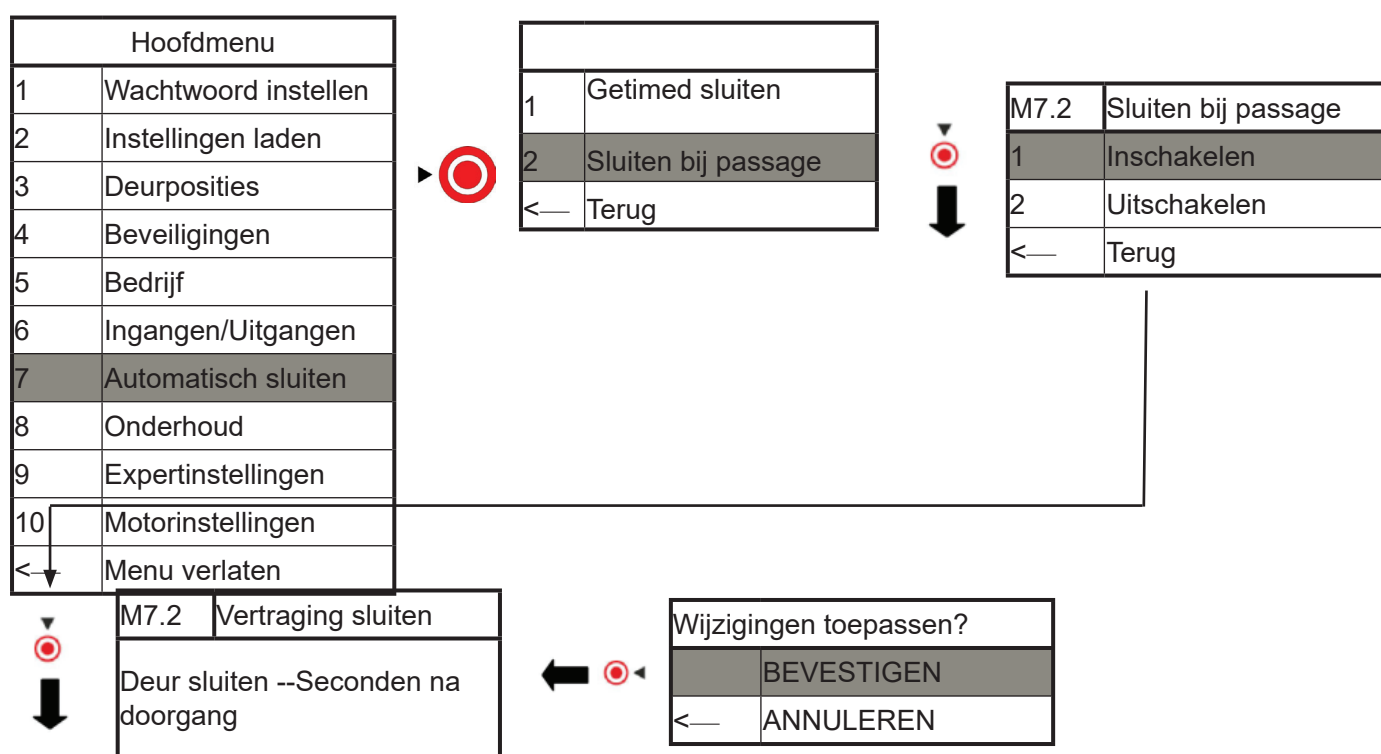 Hoofdmenu
1 Wachtwoord instellen
2 Instellingen laden
3 Deurposities
4 Beveiligingen
5 Bedrijf
6 Ingangen/Uitgangen
7 Automatisch sluiten
8 Onderhoud
9 Expertinstellingen
10 Motorinstellingen
<— Menu verlaten
1 Getimed sluiten
2 Sluiten bij passage
<— Terug
M7.2 Sluiten bij passage
1 Inschakelen
2 Uitschakelen
<— Terug
M7.2 Vertraging sluiten
Deur sluiten --Seconden na
doorgang
Wijzigingen toepassen?
BEVESTIGEN
<— ANNULEREN